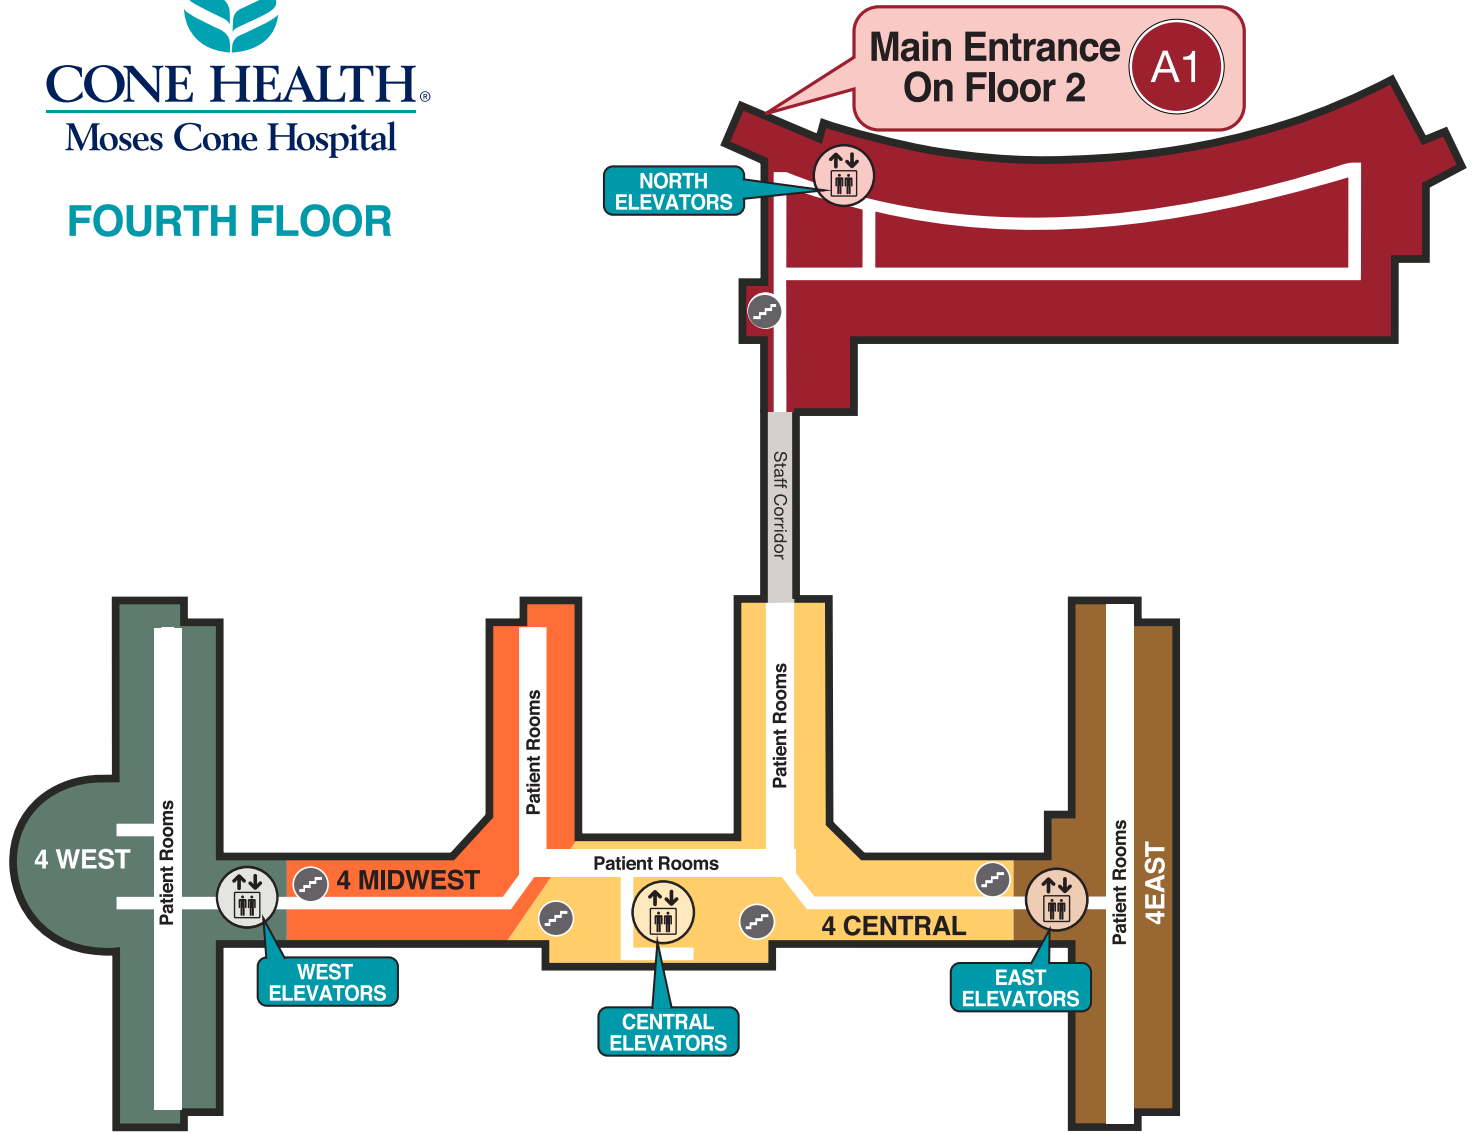 CONE HEALTH®
Moses Cone Hospital
FOURTH FLOOR
Main Entrance
On Floor 2
A1
NORTH
ELEVATORS
Staff Corridor
Patient Rooms
Patient Rooms
Patient Rooms
Patient Rooms
Patient Rooms
4 WEST
4 MIDWEST
4 CENTRAL
4EAST
WEST
ELEVATORS
CENTRAL
ELEVATORS
EAST
ELEVATORS